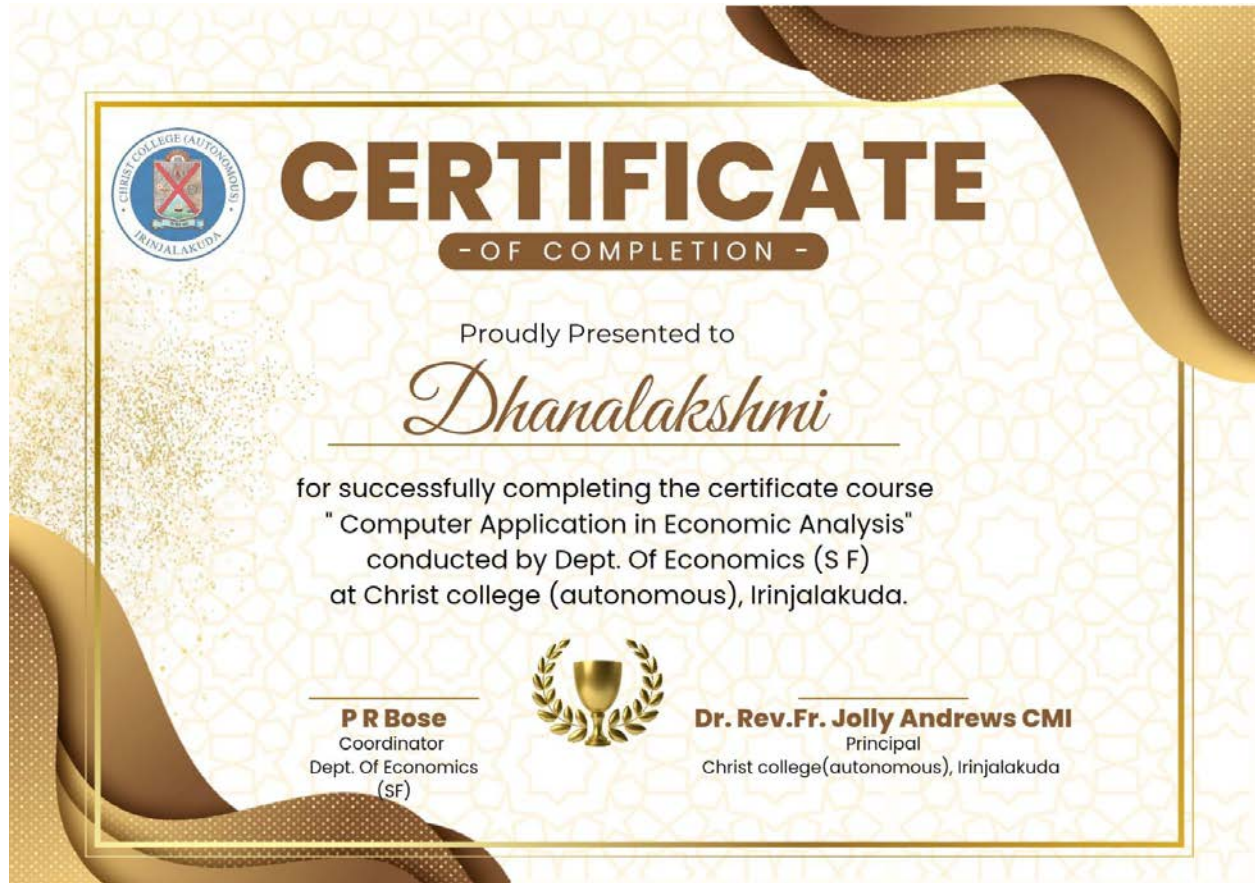 CHRIST COLLEGE (AUTONOMOUS)
IRINJALAKUDA
CERTIFICATE
- OF COMPLETION -
Proudly Presented to
Dhanalakshmi
for successfully completing the certificate course
" Computer Application in Economic Analysis"
conducted by Dept. Of Economics (S F)
at Christ college (autonomous), Irinjalakuda.
P R Bose
Coordinator
Dept. Of Economics
(SF)
Dr. Rev.Fr. Jolly Andrews CMI
Principal
Christ college(autonomous), Irinjalakuda